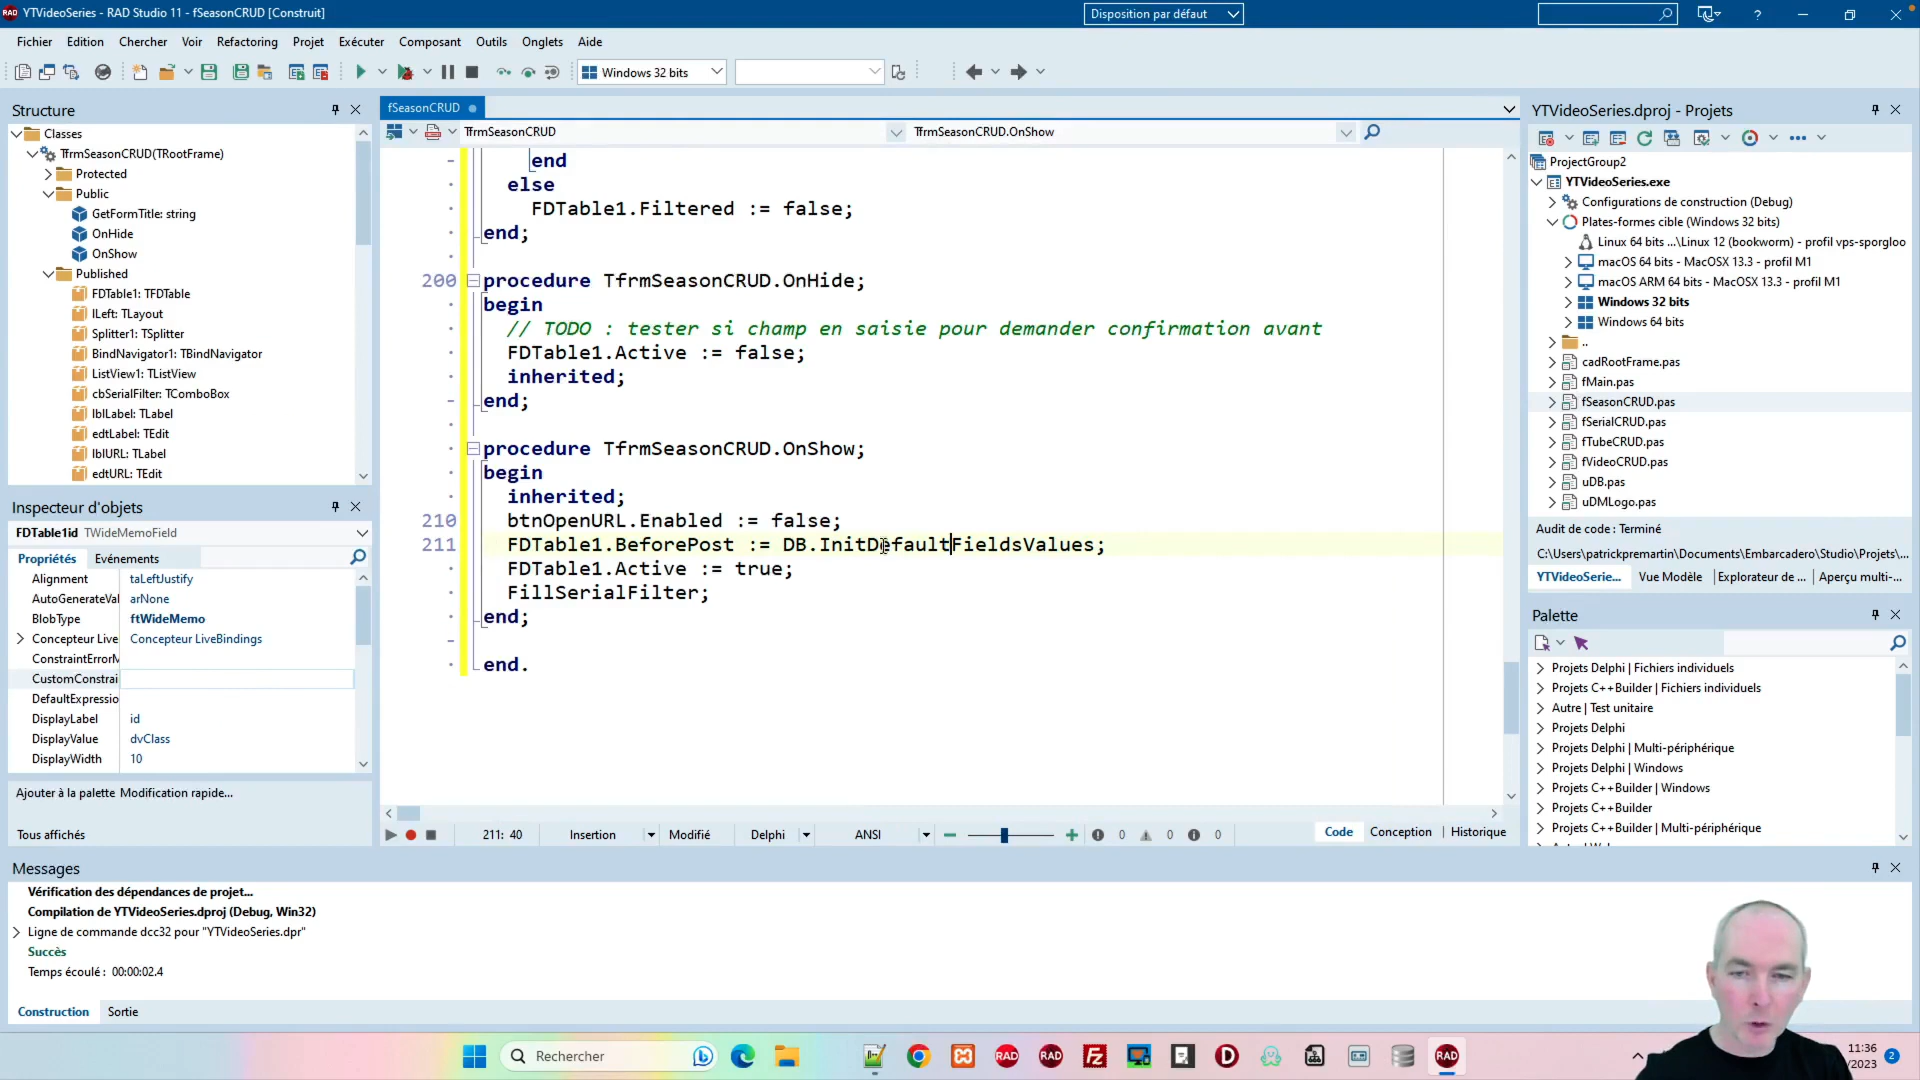 YTVideoSeries - RAD Studio 11 - fSeasonCRUD [Construit]
Disposition par défaut
Fichier Edition Chercher Voir Refactoring Projet Exécuter Composant Outils Onglets Aide
Windows 32 bits
Structure
Classes
TfrmSeasonCRUD(TRootFrame)
Protected
Public
GetFormTitle: string
OnHide
OnShow
Published
FDTable1: TFDTable
lLeft: TLayout
Splitter1: TSplitter
BindNavigator1: TBindNavigator
ListView1: TListView
cbSerialFilter: TComboBox
lblLabel: TLabel
edtLabel: TEdit
lblURL: TLabel
edtURL: TEdit
Inspecteur d'objets
FDTable1id TWideMemoField
Propriétés Evénements
Alignment taLeftJustify
AutoGenerateVal arNone
BlobType ftWideMemo
Concepteur Live Concepteur LiveBindings
ConstraintErrorM
CustomConstrai
DefaultExpressio
DisplayLabel id
DisplayValue dvClass
DisplayWidth 10
Ajouter à la palette Modification rapide...
Tous affichés
fSeasonCRUD
TfrmSeasonCRUD TfrmSeasonCRUD.OnShow
end
else
FDTable1.Filtered := false;
end;
200 procedure TfrmSeasonCRUD.OnHide;
begin
// TODO : tester si champ en saisie pour demander confirmation avant
FDTable1.Active := false;
inherited;
end;
procedure TfrmSeasonCRUD.OnShow;
begin
inherited;
210 btnOpenURL.Enabled := false;
211 FDTable1.BeforePost := DB.InitDefaultFieldsValues;
FDTable1.Active := true;
FillSerialFilter;
end;
end.
211: 40 Insertion Modifié Delphi ANSI 0 0 0 Code Conception Historique
YTVideoSeries.dproj - Projets
ProjectGroup2
YTVideoSeries.exe
Configurations de construction (Debug)
Plates-formes cible (Windows 32 bits)
Linux 64 bits ...\Linux 12 (bookworm) - profil vps-sporgloo
macOS 64 bits - MacOSX 13.3 - profil M1
macOS ARM 64 bits - MacOSX 13.3 - profil M1
Windows 32 bits
Windows 64 bits
..
cadRootFrame.pas
fMain.pas
fSeasonCRUD.pas
fSerialCRUD.pas
fTubeCRUD.pas
fVideoCRUD.pas
uDB.pas
uDMLogo.pas
Audit de code : Terminé
C:\Users\patrickpremartin\Documents\Embarcadero\Studio\Projets\...
YTVideoSerie... Vue Modèle Explorateur de ... Aperçu multi-...
Palette
Projets Delphi | Fichiers individuels
Projets C++Builder | Fichiers individuels
Autre | Test unitaire
Projets Delphi
Projets Delphi | Multi-périphérique
Projets Delphi | Windows
Projets C++Builder | Windows
Projets C++Builder
Projets C++Builder | Multi-périphérique
Messages
Vérification des dépendances de projet...
Compilation de YTVideoSeries.dproj (Debug, Win32)
Ligne de commande dcc32 pour "YTVideoSeries.dpr"
Succès
Temps écoulé : 00:00:02.4
Construction Sortie
Rechercher
RAD RAD RAD
11:36
/2023
2